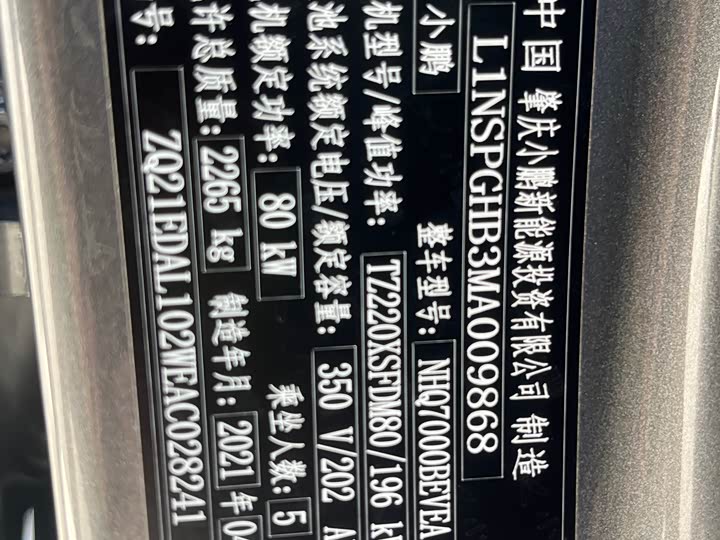 中国 肇庆小鹏新能源投资有限公司 制造
L1NSPGHB3MA009868
小鹏 整车型号: NHQ7000BEVEA
机型号/峰值功率: TZ220XSFDM80/196 k
池系统额定电压/额定容量: 350 V/202 A
机额定功率: 80 kW 乘坐人数: 5
许总质量: 2265 kg 制造年月: 2021 年 04
号: ZQ21EDAL102WEAC028241